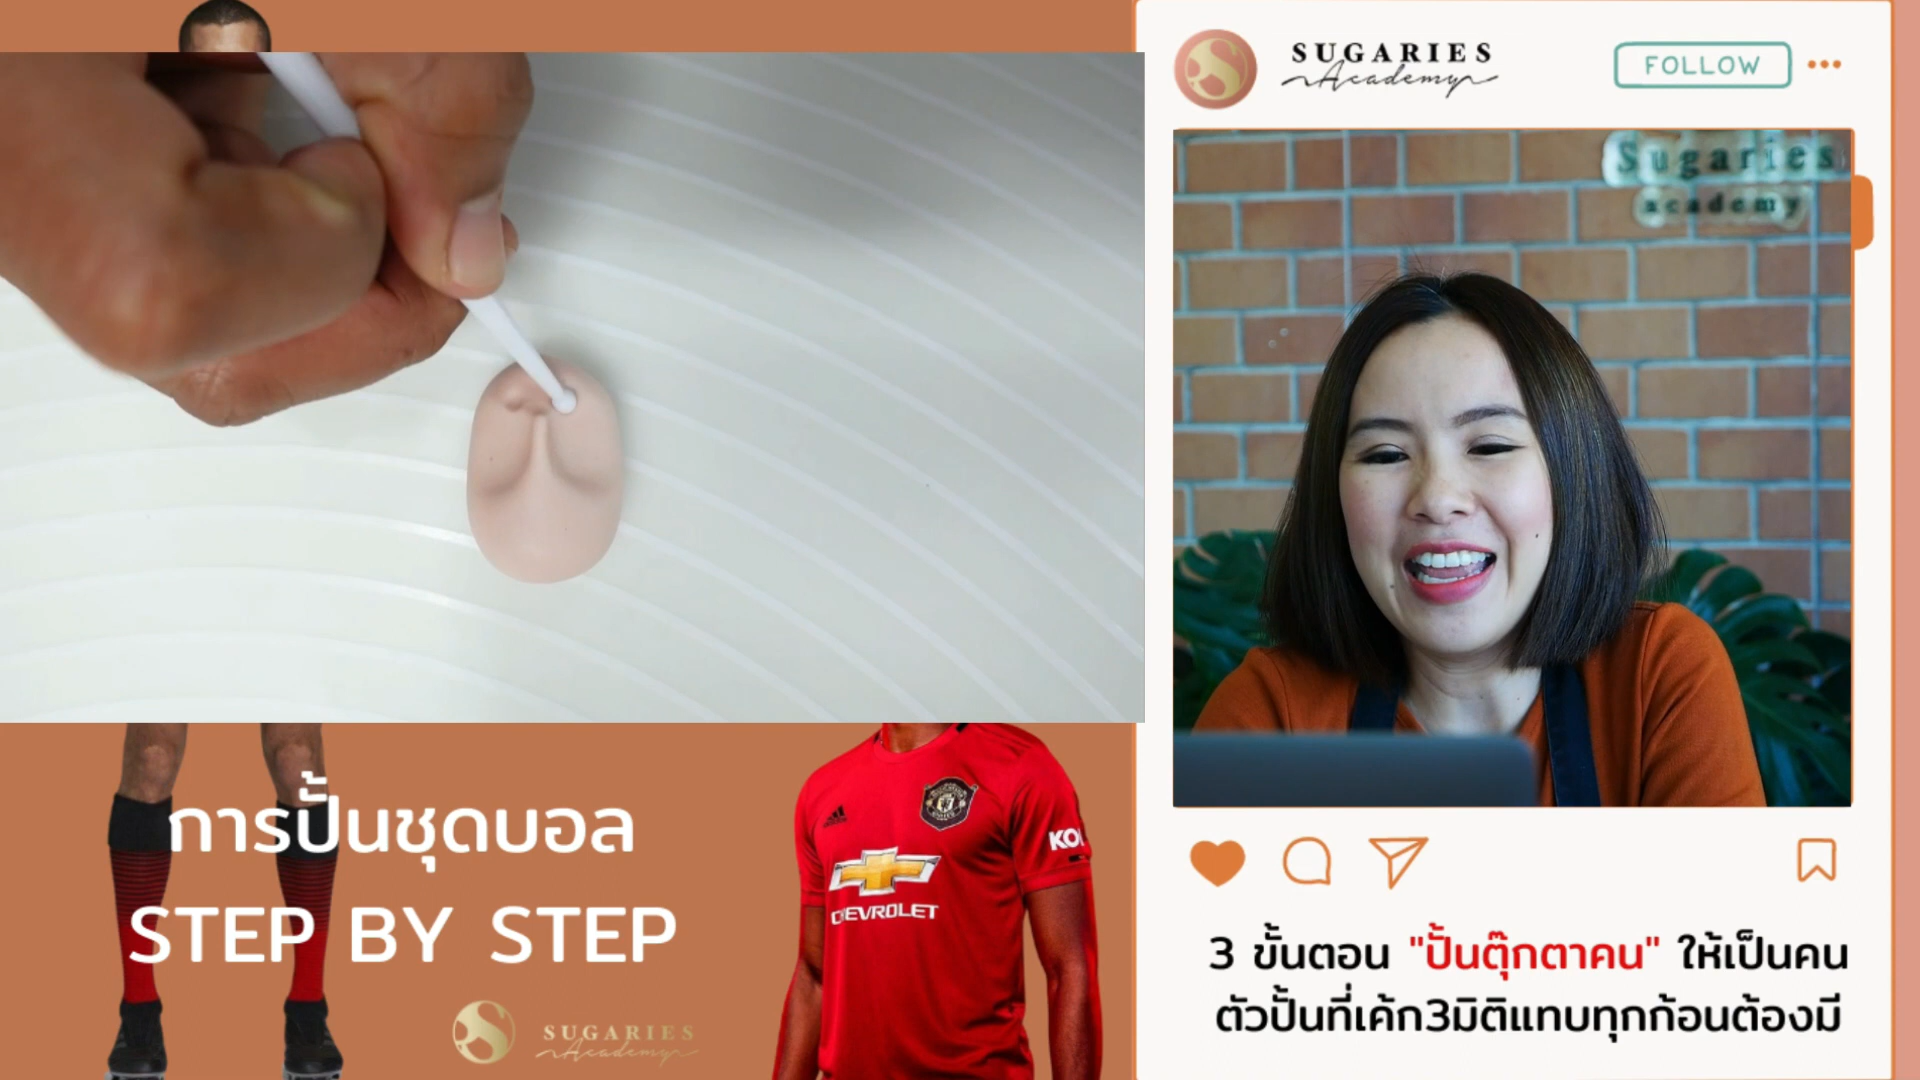 SUGARIES
Academy
FOLLOW
Sugaries
academy
การปั้นชุดบอล
STEP BY STEP
SUGARIES
Academy
CHEVROLET
3 ขั้นตอน "ปั้นตุ๊กตาคน" ให้เป็นคน
ตัวปั้นที่เค้ก3มิติแทบทุกก้อนต้องมี